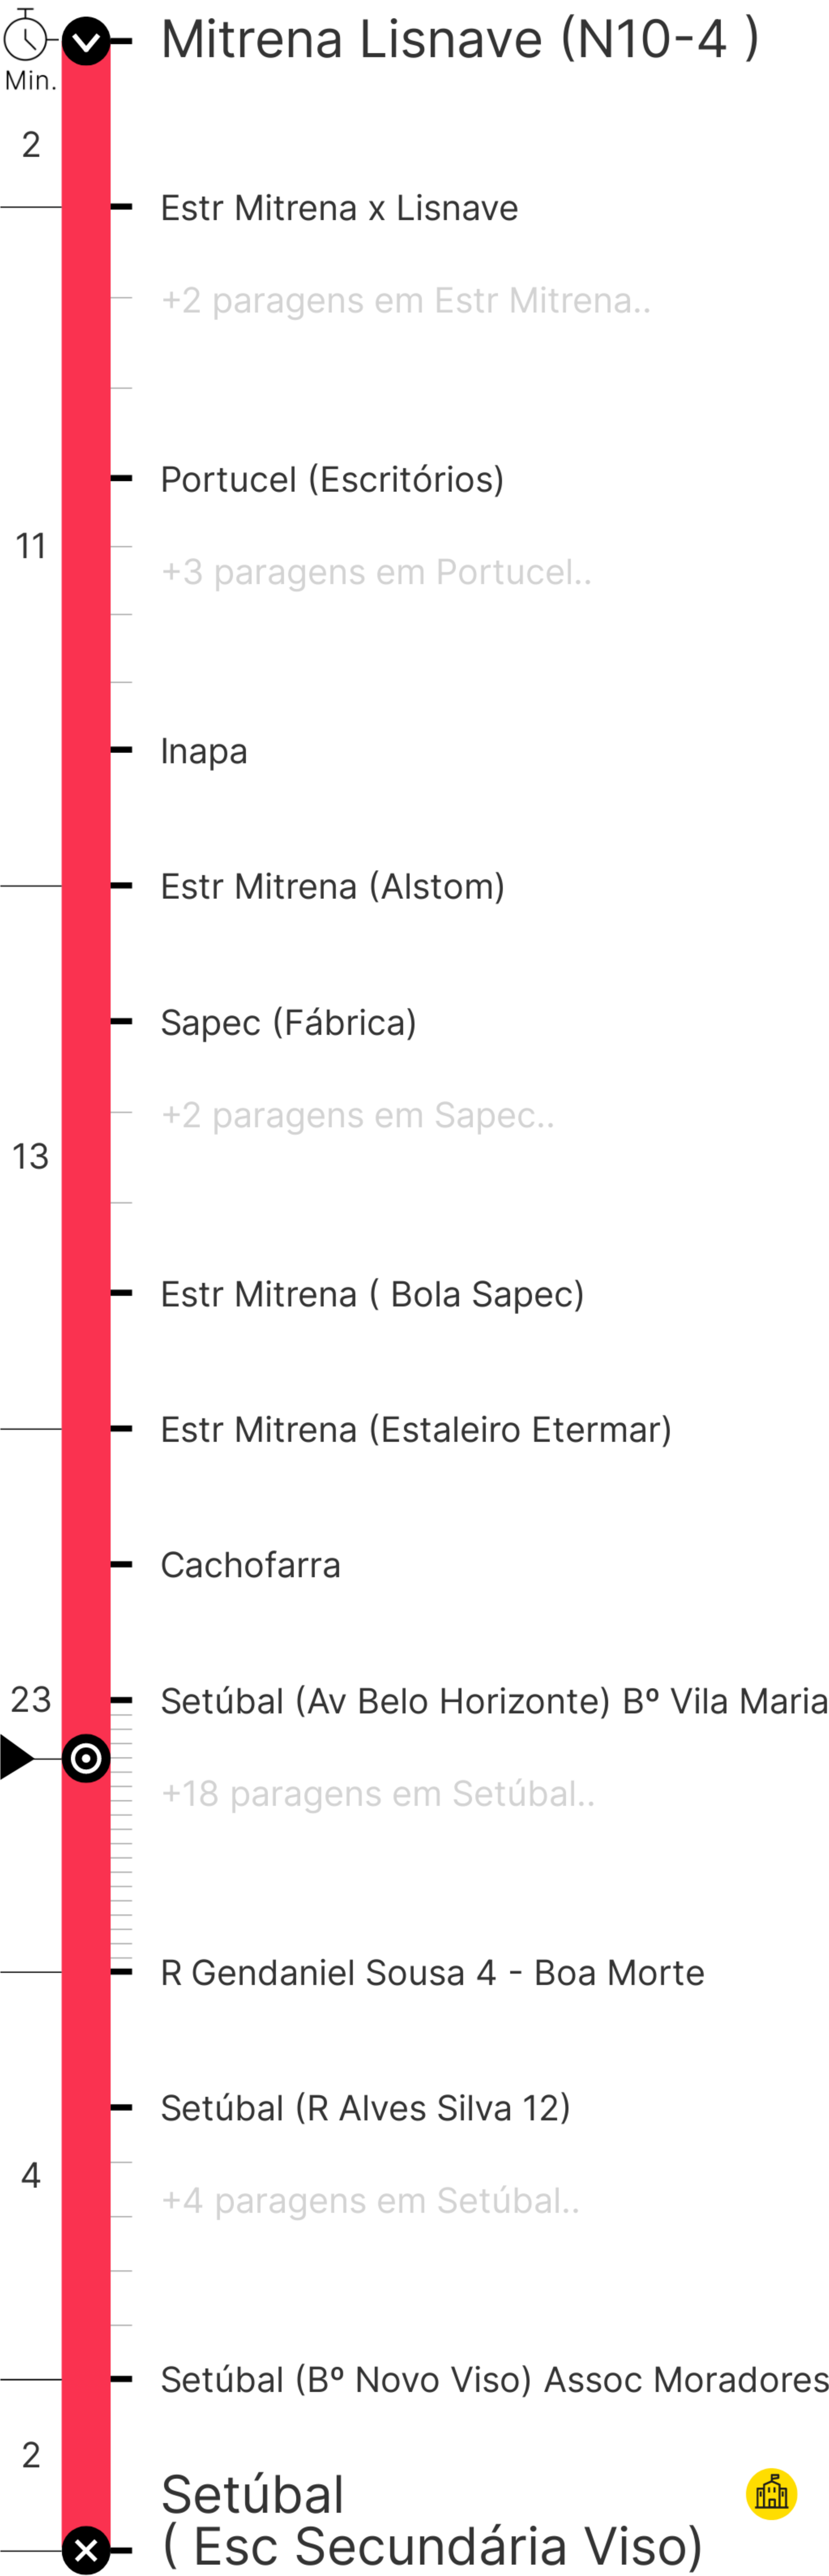 Mitrena Lisnave (N10-4 )
Min.
2
Estr Mitrena x Lisnave
+2 paragens em Estr Mitrena..
Portucel (Escritórios)
11
+3 paragens em Portucel..
Inapa
Estr Mitrena (Alstom)
Sapec (Fábrica)
+2 paragens em Sapec..
13
Estr Mitrena ( Bola Sapec)
Estr Mitrena (Estaleiro Etermar)
Cachofarra
23
Setúbal (Av Belo Horizonte) Bº Vila Maria
+18 paragens em Setúbal..
R Gendaniel Sousa 4 - Boa Morte
Setúbal (R Alves Silva 12)
4
+4 paragens em Setúbal..
Setúbal (Bº Novo Viso) Assoc Moradores
2
Setúbal
( Esc Secundária Viso)